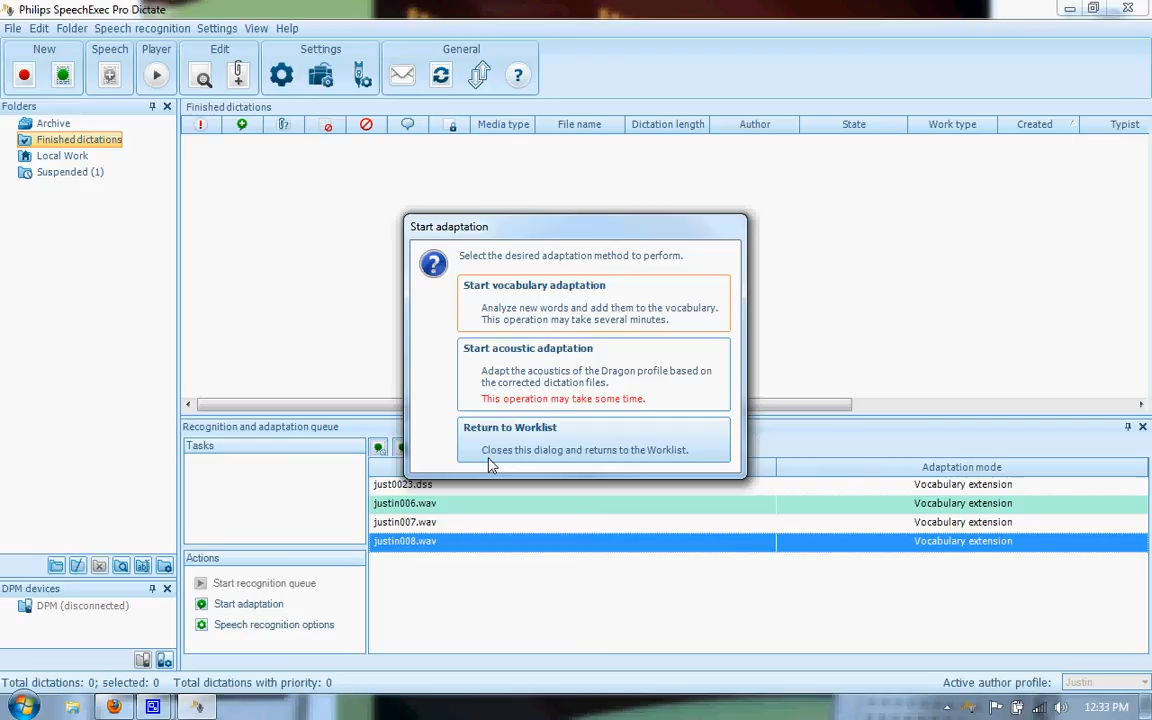 Philips SpeechExec Pro Dictate
File Edit Folder Speech recognition Settings View Help
New Speech Player Edit Settings General
Folders
Archive
Finished dictations
Local Work
Suspended (1)
Finished dictations
Media type File name Dictation length Author State Work type Created Typist
Start adaptation
Select the desired adaptation method to perform.
Start vocabulary adaptation
Analyze new words and add them to the vocabulary.
This operation may take several minutes.
Start acoustic adaptation
Adapt the acoustics of the Dragon profile based on
the corrected dictation files.
This operation may take some time.
Return to Worklist
Closes this dialog and returns to the Worklist.
Recognition and adaptation queue
Tasks
Adaptation mode
just0023.dss Vocabulary extension
justin006.wav Vocabulary extension
justin007.wav Vocabulary extension
justin008.wav Vocabulary extension
Actions
Start recognition queue
Start adaptation
Speech recognition options
DPM devices
DPM (disconnected)
Total dictations: 0; selected: 0 Total dictations with priority: 0 Active author profile: Justin
12:33 PM